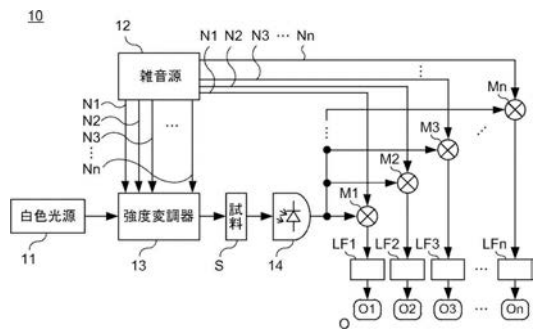 10
12
雑音源
N1 N2 N3 … Nn
N1
N2
N3
⋮
Nn
…
⋮
Mn
M3
M2
M1
白色光源
強度変調器
試料
11
13
S
14
LF1 LF2 LF3 LFn
…
O1 O2 O3 … On
O